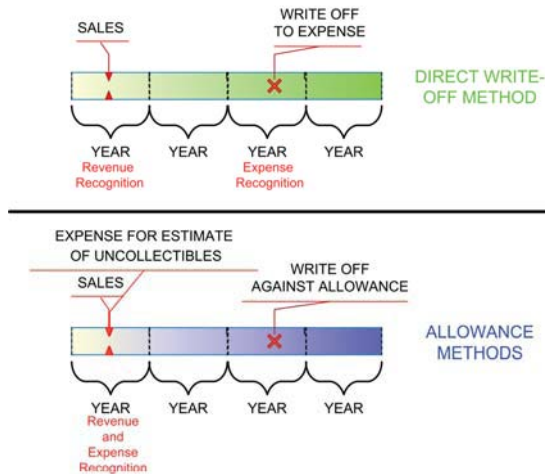 SALES
WRITE OFF
TO EXPENSE
DIRECT WRITE-
OFF METHOD
YEAR YEAR YEAR YEAR
Revenue
Recognition
Expense
Recognition
EXPENSE FOR ESTIMATE
OF UNCOLLECTIBLES
SALES
WRITE OFF
AGAINST ALLOWANCE
ALLOWANCE
METHODS
YEAR YEAR YEAR YEAR
Revenue
and
Expense
Recognition